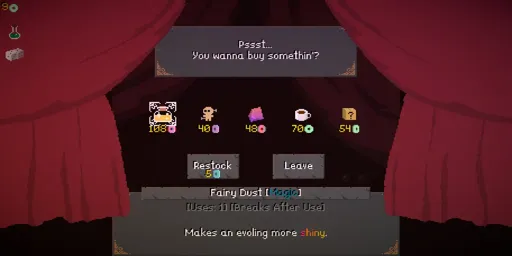 9
Pssst...
You wanna buy somethin'?
108 40 48 70 54
Restock Leave
5
Fairy Dust [Magic]
[Uses: 1] [Breaks After Use]
Makes an evoling more shiny.